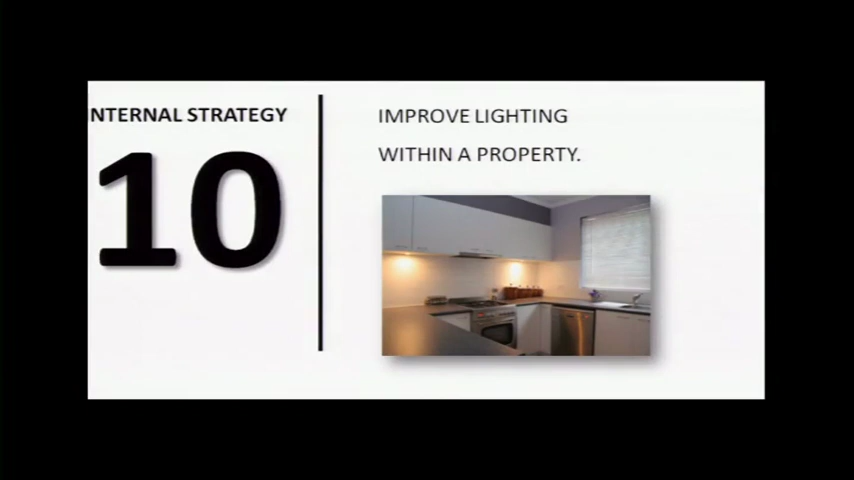 NTERNAL STRATEGY
10
IMPROVE LIGHTING
WITHIN A PROPERTY.